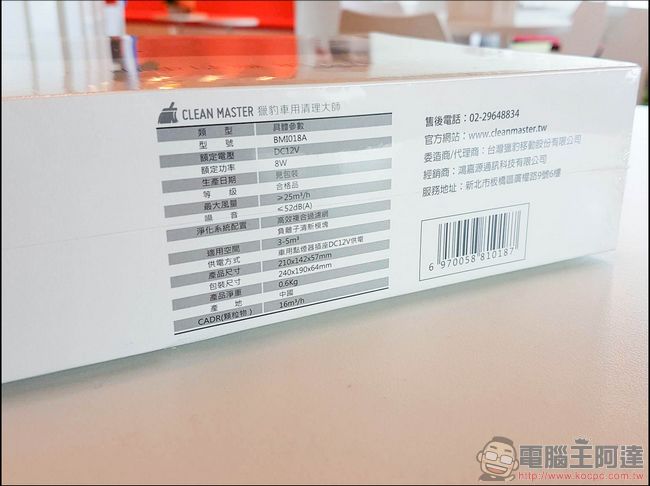 CLEAN MASTER 獵豹車用清理大師
類 型 具體參數
型 號 BMI018A
額定電壓 DC12V
額定功率 8W
生產日期 見包裝
等 級 合格品
最大風量 ≥25m³/h
噪 音 ≤52dB(A)
淨化系統配置 高效複合過濾網
負離子清新模塊
適用空間 3-5m³
供電方式 車用點煙器插座DC12V供電
產品尺寸 210x142x57mm
包裝尺寸 240x190x64mm
產品淨重 0.6Kg
產 地 中國
CADR(顆粒物) 16m³/h
售後電話：02-29648834
官方網站：www.cleanmaster.tw
委造商/代理商：台灣獵豹移動股份有限公司
經銷商：鴻嘉源通訊科技有限公司
服務地址：新北市板橋區廣權路9號6樓
6 970058 810187
電腦王阿達
http://www.kocpc.com.tw